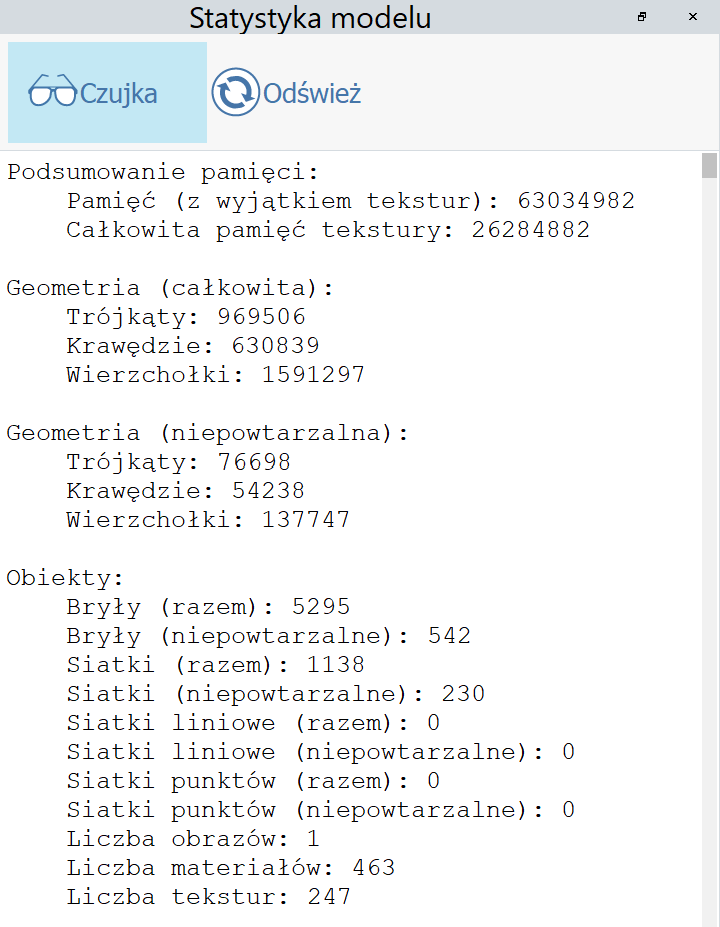 Statystyka modelu
Czujka Odśwież
Podsumowanie pamięci:
Pamięć (z wyjątkiem tekstur): 63034982
Całkowita pamięć tekstury: 26284882
Geometria (całkowita):
Trójkąty: 969506
Krawędzie: 630839
Wierzchołki: 1591297
Geometria (niepowtarzalna):
Trójkąty: 76698
Krawędzie: 54238
Wierzchołki: 137747
Obiekty:
Bryły (razem): 5295
Bryły (niepowtarzalne): 542
Siatki (razem): 1138
Siatki (niepowtarzalne): 230
Siatki liniowe (razem): 0
Siatki liniowe (niepowtarzalne): 0
Siatki punktów (razem): 0
Siatki punktów (niepowtarzalne): 0
Liczba obrazów: 1
Liczba materiałów: 463
Liczba tekstur: 247